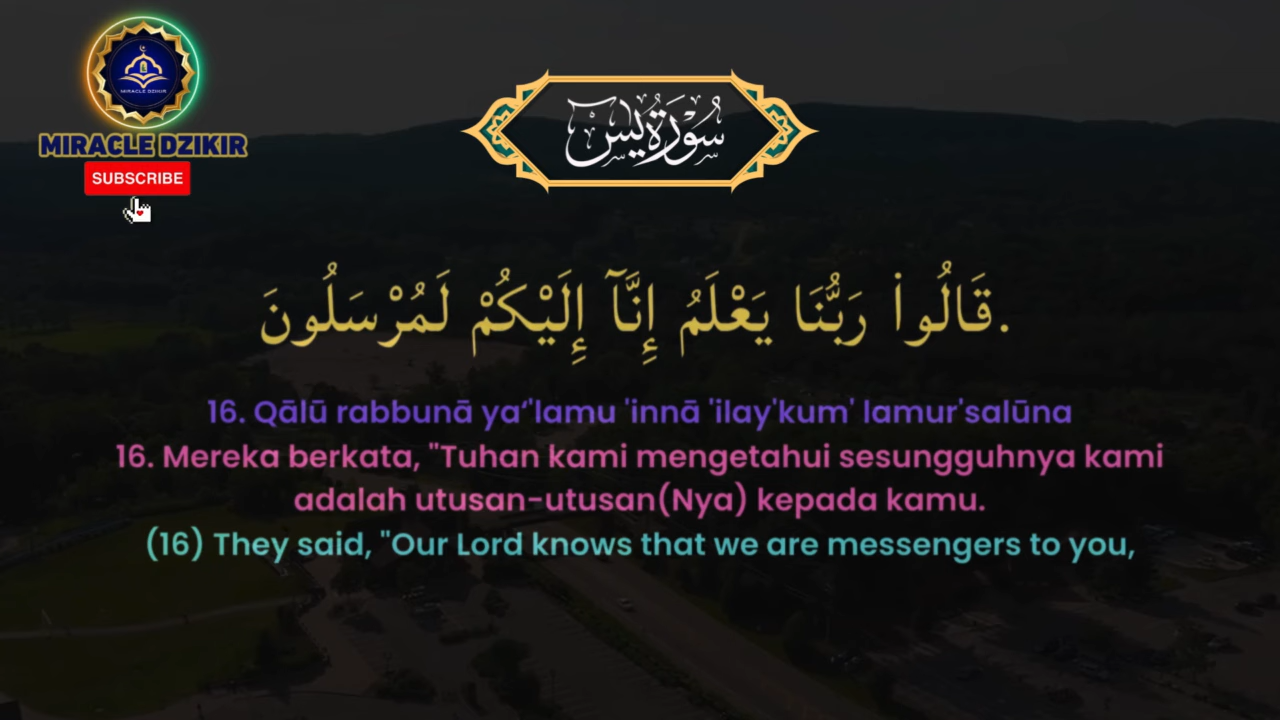 MIRACLE DZIKIR
MIRACLE DZIKIR
SUBSCRIBE
سُوْرَةُ يٰسٓ
قَالُوا۟ رَبُّنَا يَعْلَمُ إِنَّآ إِلَيْكُمْ لَمُرْسَلُونَ.
16. Qālū rabbunā ya‘'lamu 'innā 'ilay'kum' lamur'salūna
16. Mereka berkata, "Tuhan kami mengetahui sesungguhnya kami
adalah utusan-utusan(Nya) kepada kamu.
(16) They said, "Our Lord knows that we are messengers to you,